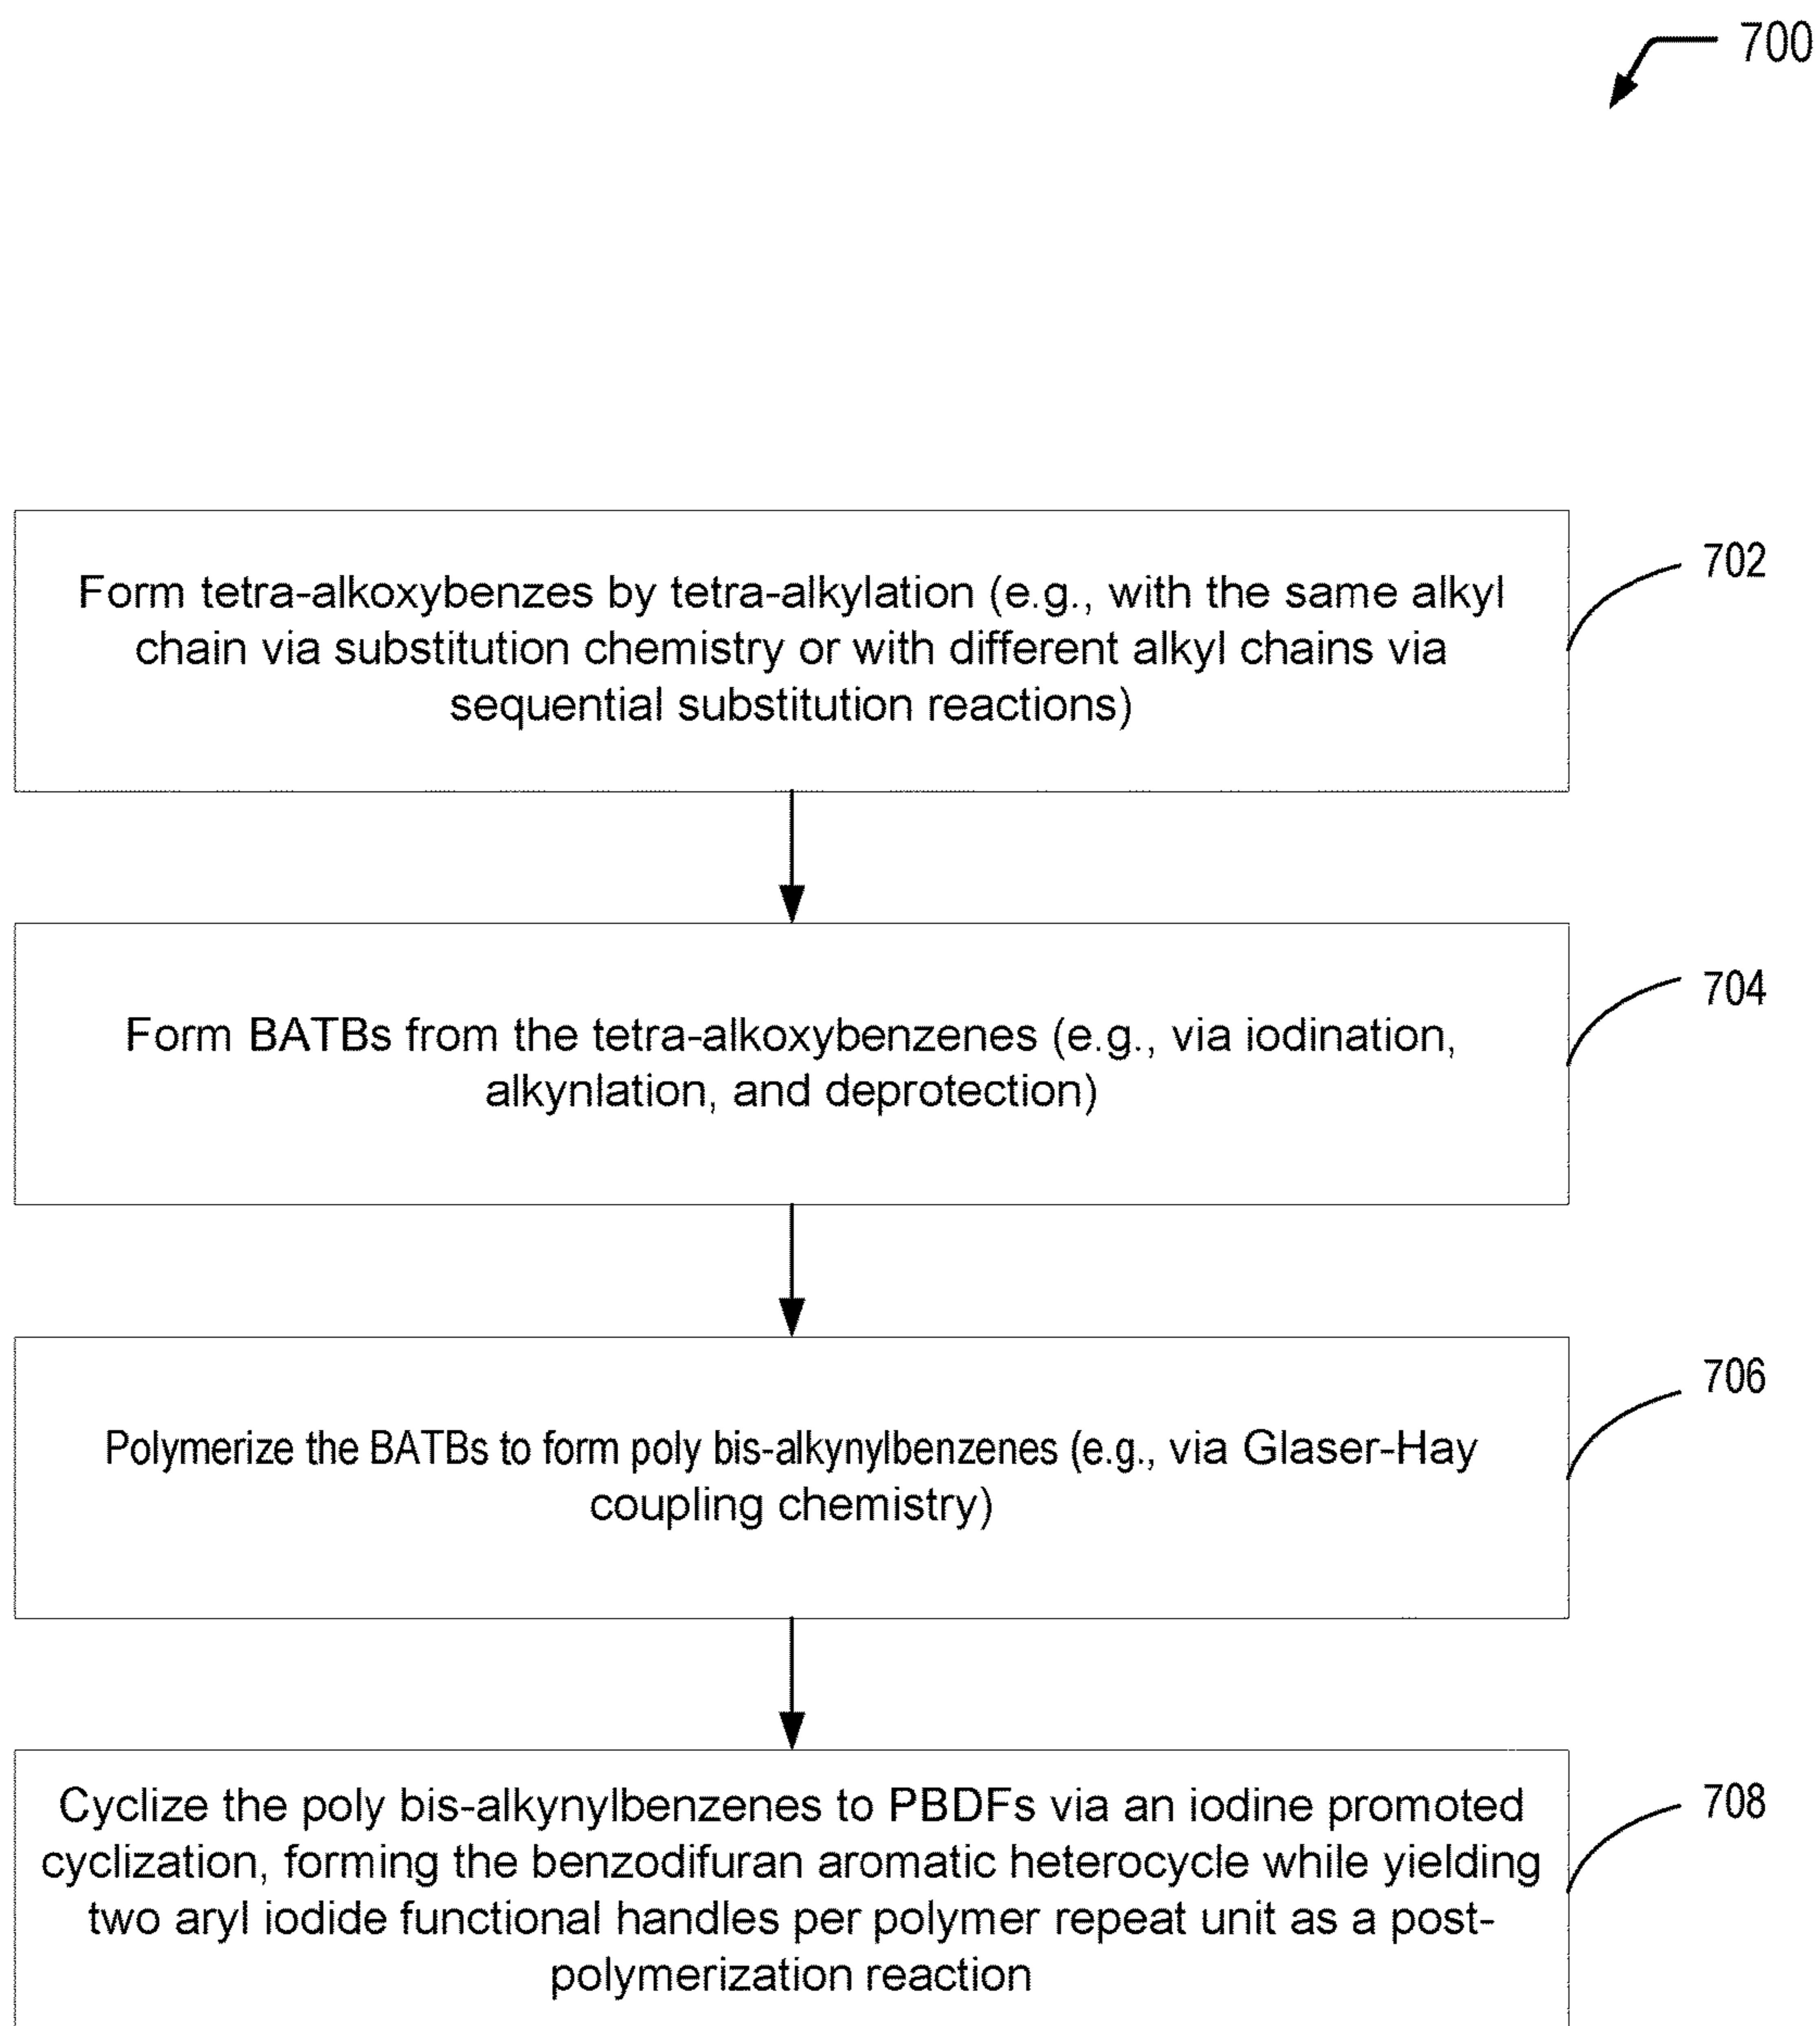 700
Form tetra-alkoxybenzes by tetra-alkylation (e.g., with the same alkyl
chain via substitution chemistry or with different alkyl chains via
sequential substitution reactions)
702
Form BATBs from the tetra-alkoxybenzenes (e.g., via iodination,
alkynlation, and deprotection)
704
Polymerize the BATBs to form poly bis-alkynylbenzenes (e.g., via Glaser-Hay
coupling chemistry)
706
Cyclize the poly bis-alkynylbenzenes to PBDFs via an iodine promoted
cyclization, forming the benzodifuran aromatic heterocycle while yielding
two aryl iodide functional handles per polymer repeat unit as a post-
polymerization reaction
708